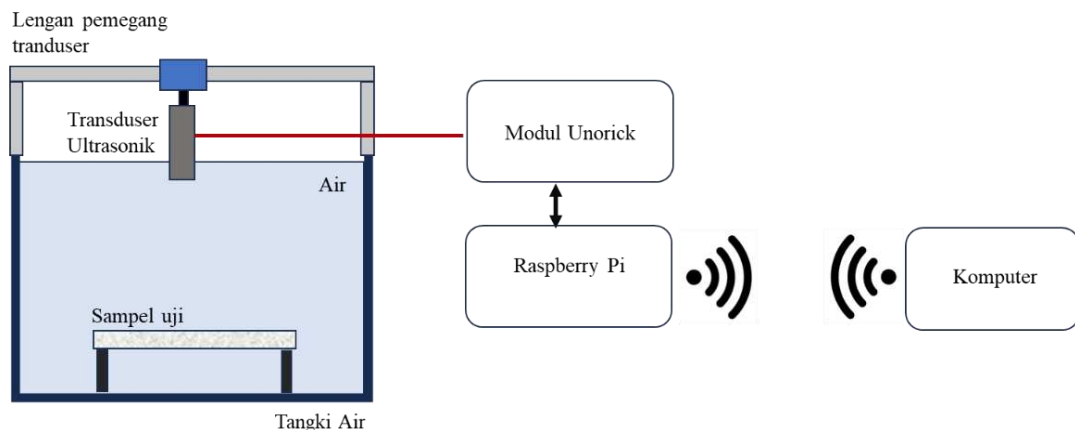 Lengan pemegang
tranduser
Transduser
Ultrasonik
Air
Sampel uji
Tangki Air
Modul Unorick
Raspberry Pi
Komputer